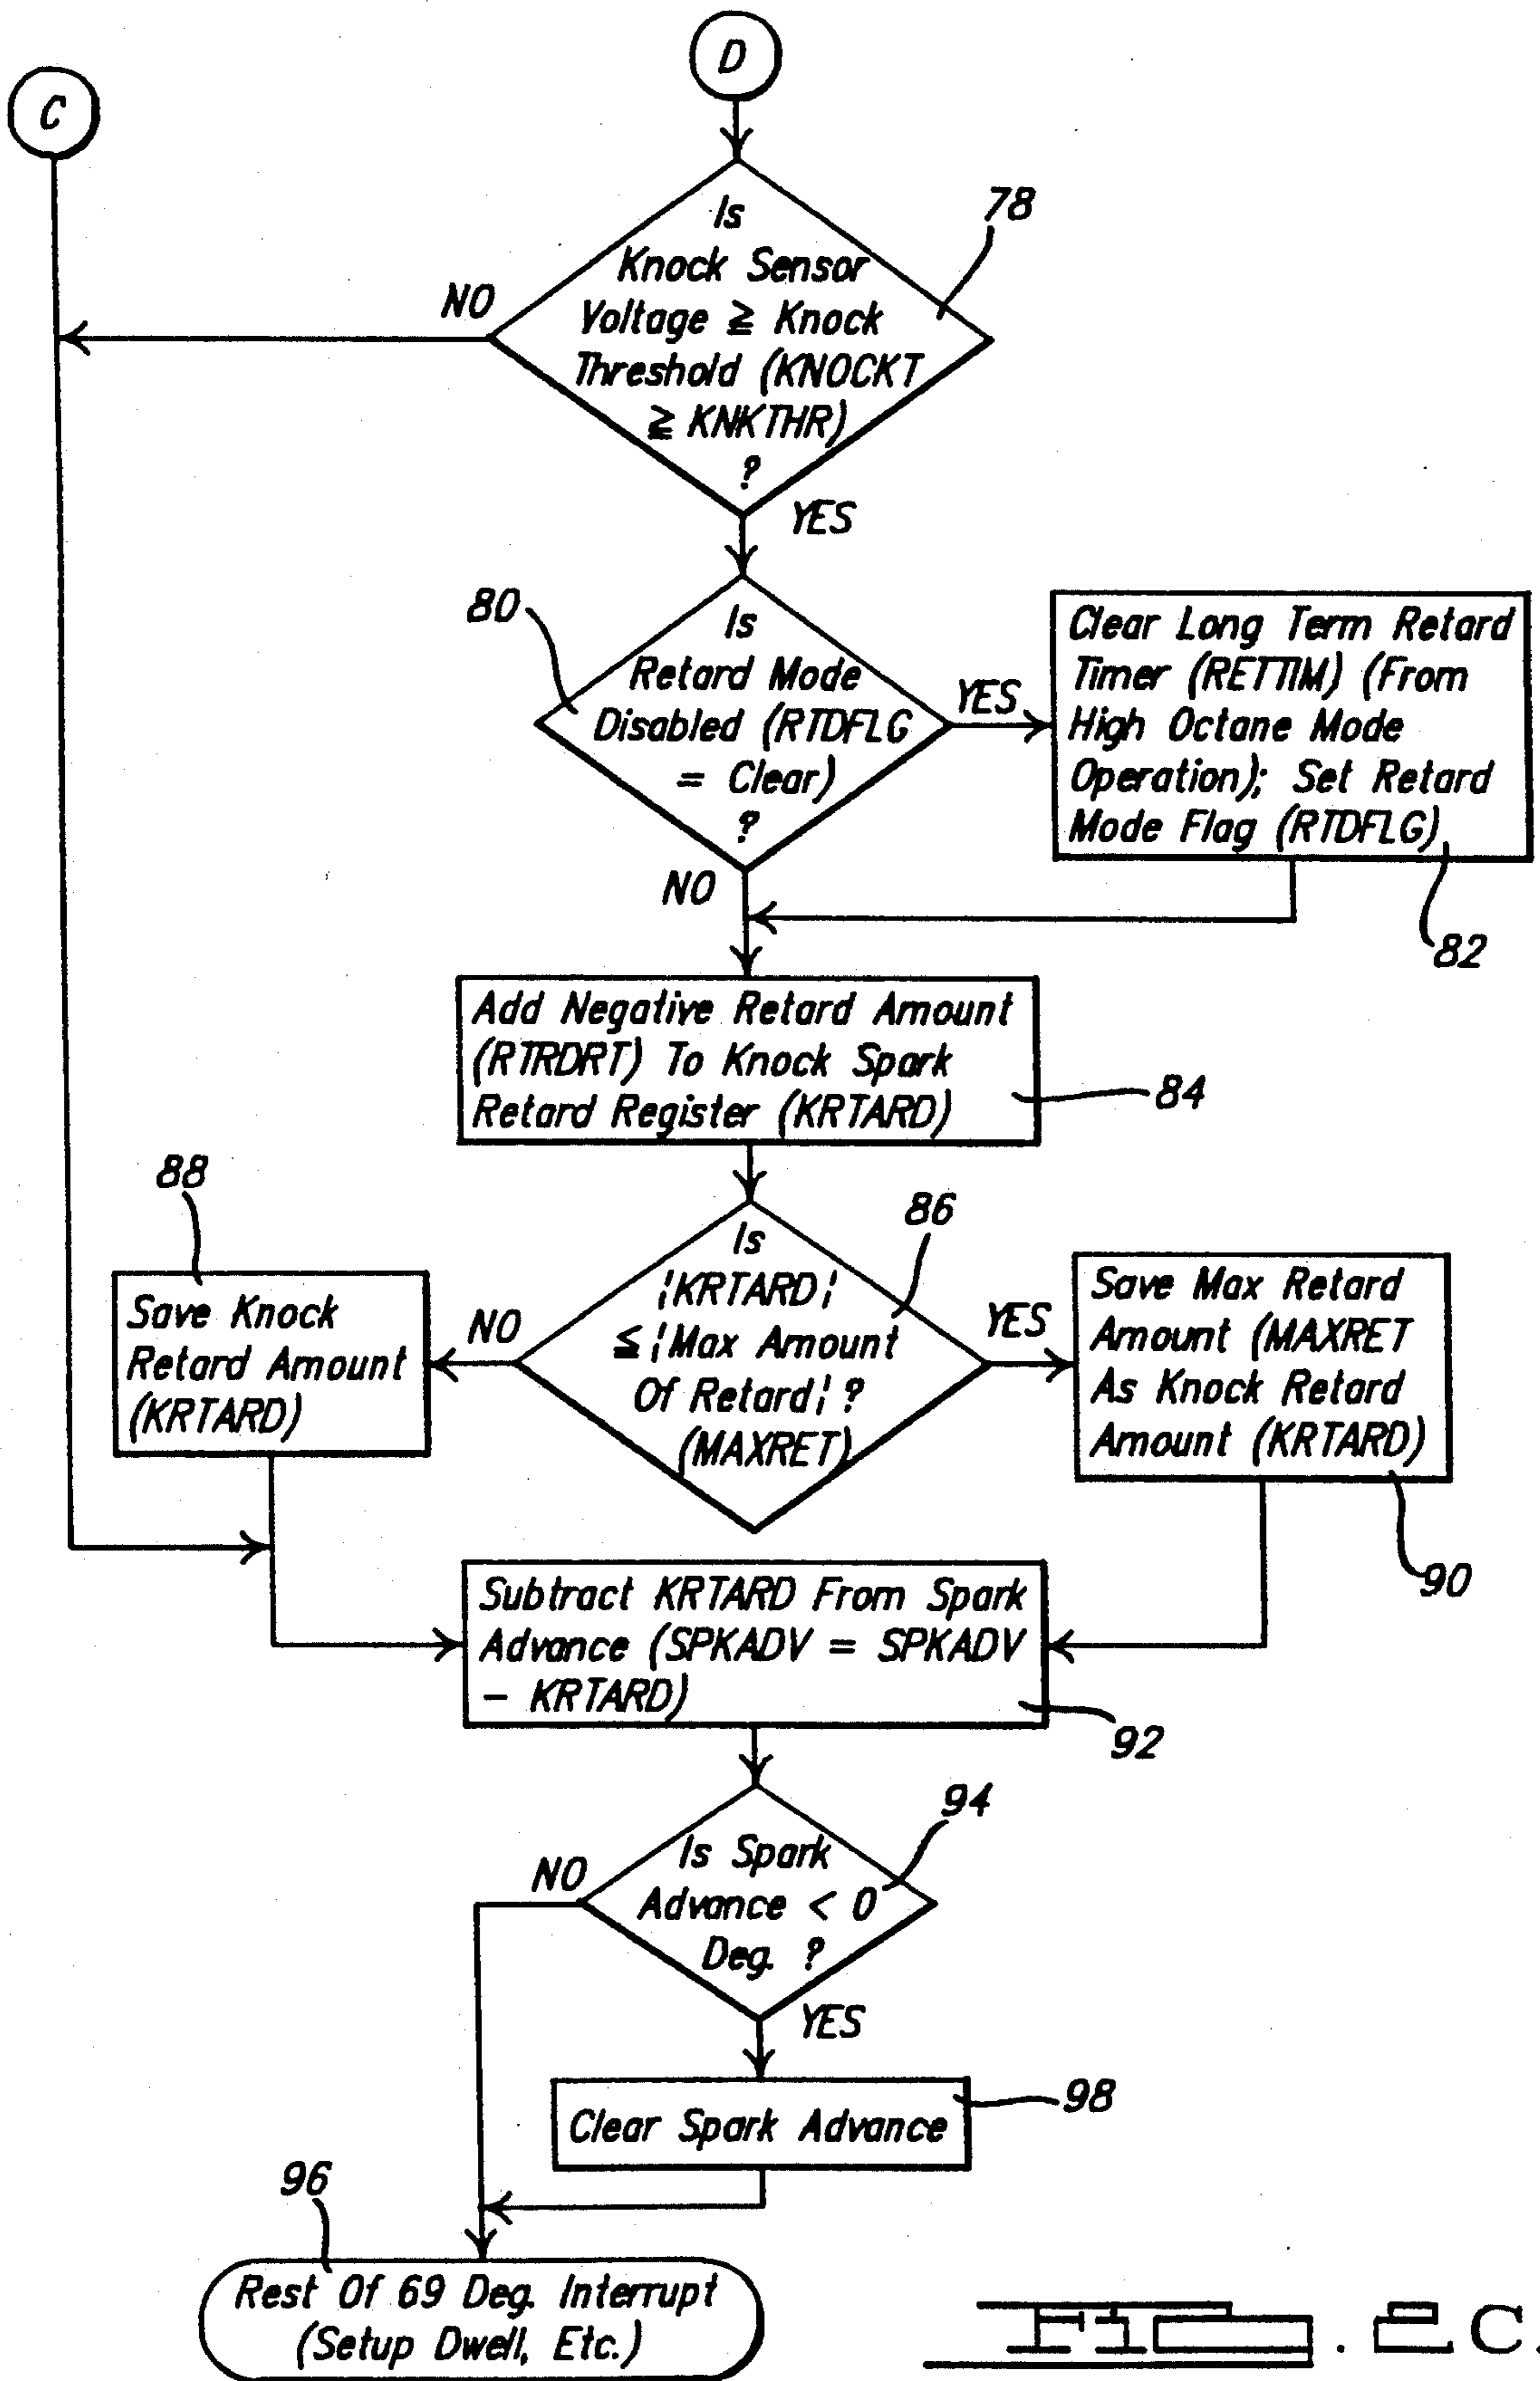 D
C
Is
Knock Sensor
Voltage ≧ Knock
Threshold (KNOCKT
≧ KNKTHR)
?
78
NO
YES
80
Is
Retard Mode
Disabled (RTDFLG
= Clear)
?
YES
NO
Clear Long Term Retard
Timer (RETTIM) (From
High Octane Mode
Operation); Set Retard
Mode Flag (RTDFLG)
82
Add Negative Retard Amount
(RTRDRT) To Knock Spark
Retard Register (KRTARD)
84
86
Is
¦KRTARD¦
≦ ¦Max Amount
Of Retard¦ ?
(MAXRET)
NO
YES
88
Save Knock
Retard Amount
(KRTARD)
Save Max Retard
Amount (MAXRET
As Knock Retard
Amount (KRTARD)
90
Subtract KRTARD From Spark
Advance (SPKADV = SPKADV
- KRTARD)
92
94
Is Spark
Advance < 0
Deg. ?
NO
YES
Clear Spark Advance
98
96
Rest Of 69 Deg. Interrupt
(Setup Dwell, Etc.)
FIG. 2C.